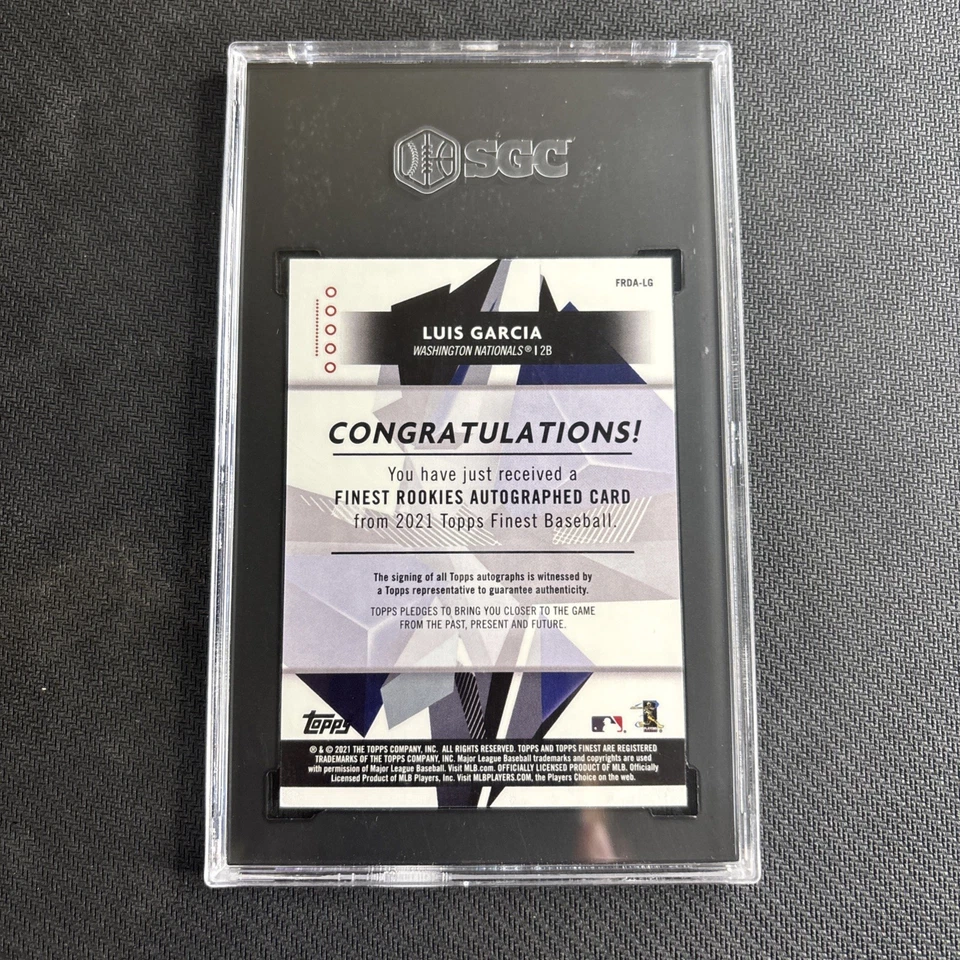 SGC
FRDA-LG
LUIS GARCIA
WASHINGTON NATIONALS® | 2B
CONGRATULATIONS!
You have just received a
FINEST ROOKIES AUTOGRAPHED CARD
from 2021 Topps Finest Baseball.
The signing of all Topps autographs is witnessed by
a Topps representative to guarantee authenticity.
TOPPS PLEDGES TO BRING YOU CLOSER TO THE GAME
FROM THE PAST, PRESENT AND FUTURE.
topps
® & © 2021 THE TOPPS COMPANY, INC. ALL RIGHTS RESERVED. TOPPS AND TOPPS FINEST ARE REGISTERED
TRADEMARKS OF THE TOPPS COMPANY, INC. Major League Baseball trademarks and copyrights are used
with permission of Major League Baseball. Visit MLB.com. OFFICIALLY LICENSED PRODUCT OF MLB. Officially
Licensed Product of MLB Players, Inc. Visit MLBPLAYERS.COM, the Players Choice on the web.